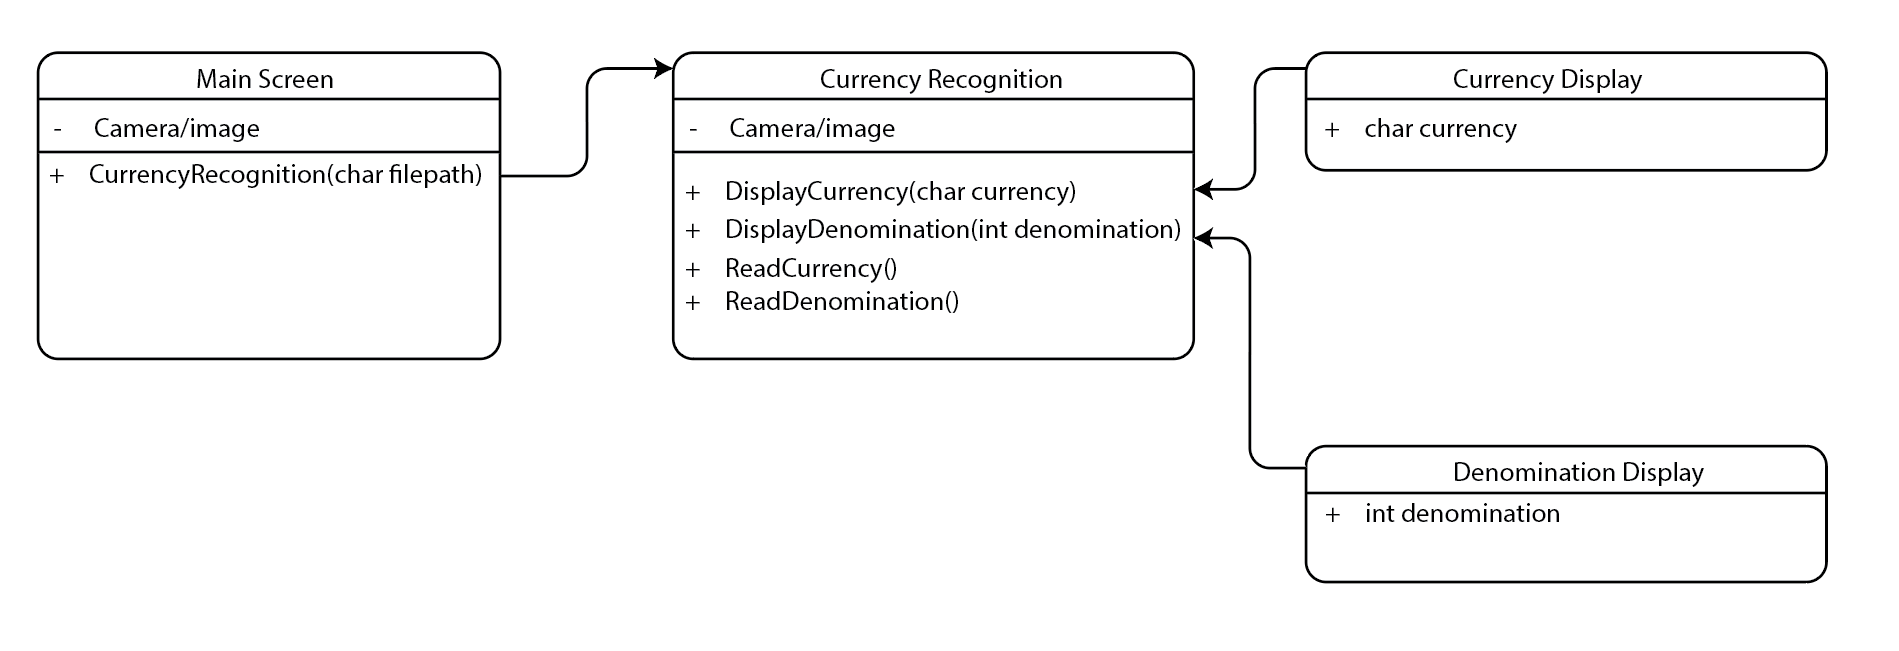 Main Screen
- Camera/image
+ CurrencyRecognition(char filepath)
Currency Recognition
- Camera/image
+ DisplayCurrency(char currency)
+ DisplayDenomination(int denomination)
+ ReadCurrency()
+ ReadDenomination()
Currency Display
+ char currency
Denomination Display
+ int denomination